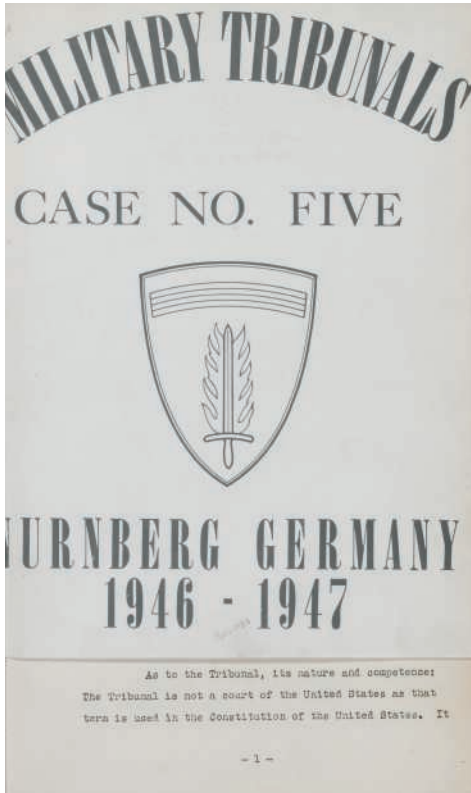 MILITARY TRIBUNALS
CASE NO. FIVE
NURNBERG GERMANY
1946 - 1947
As to the Tribunal, its nature and competence:
The Tribunal is not a court of the United States as that
term is used in the Constitution of the United States. It
- 1 -